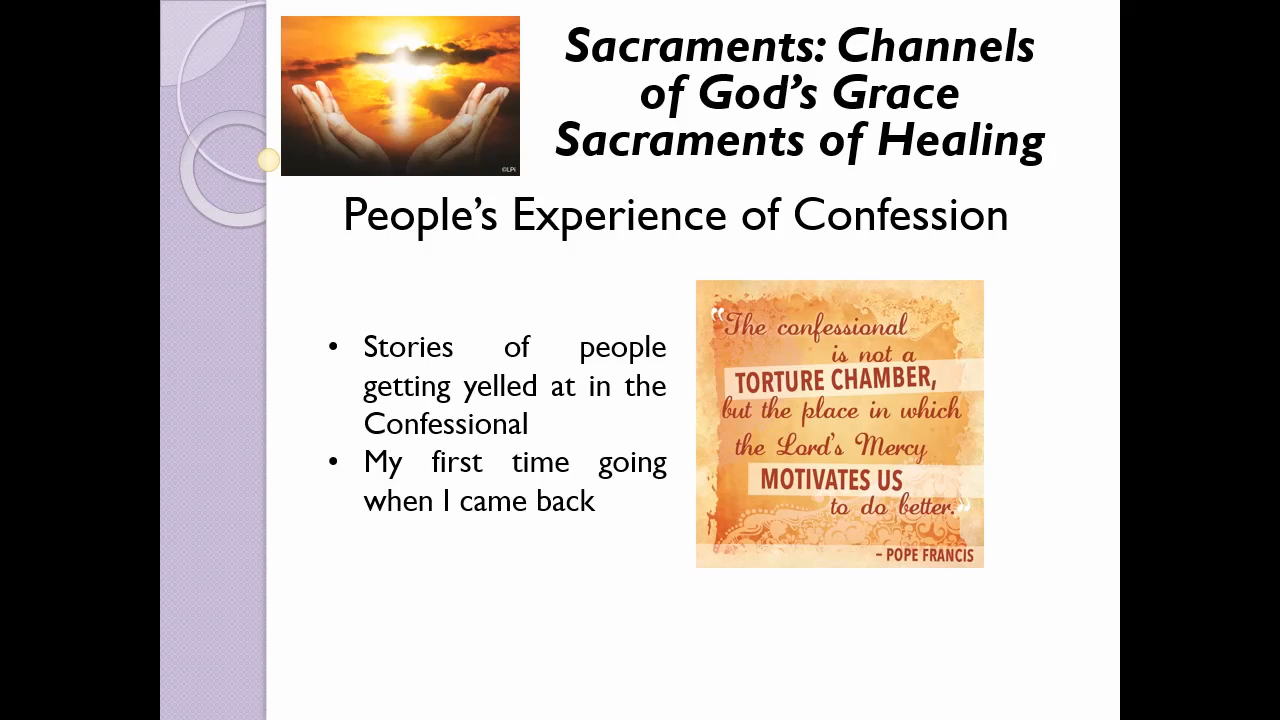 Sacraments: Channels
of God's Grace
Sacraments of Healing
©LPi
People's Experience of Confession
• Stories of people
getting yelled at in the
Confessional
• My first time going
when I came back
"The confessional
is not a
TORTURE CHAMBER,
but the place in which
the Lord's Mercy
MOTIVATES US
to do better."
– POPE FRANCIS